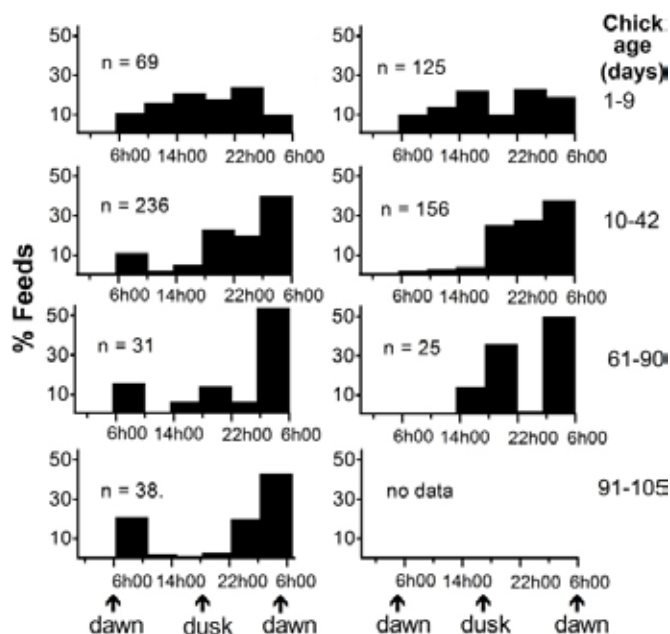 Chick
age
(days)
50
30
10
n = 69
6h00 14h00 22h00 6h00
50
30
10
n = 125
6h00 14h00 22h00 6h00
1-9
50
30
10
n = 236
6h00 14h00 22h00 6h00
50
30
10
n = 156
6h00 14h00 22h00 6h00
10-42
% Feeds
50
30
10
n = 31
6h00 14h00 22h00 6h00
50
30
10
n = 25
6h00 14h00 22h00 6h00
61-90
50
30
10
n = 38.
6h00 14h00 22h00 6h00
50
30
10
no data
6h00 14h00 22h00 6h00
91-105
dawn dusk dawn
dawn dusk dawn